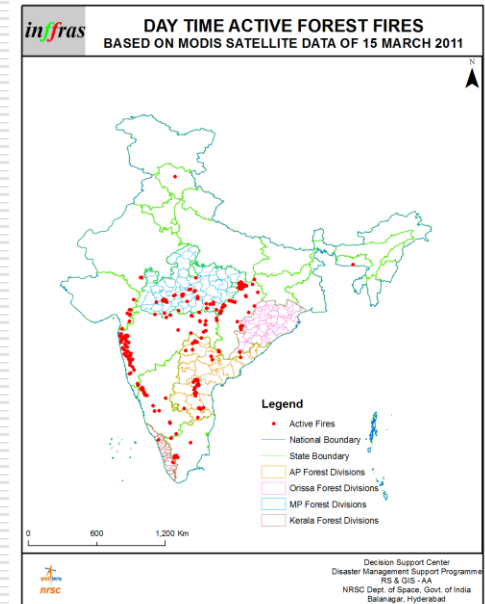 inffras
DAY TIME ACTIVE FOREST FIRES
BASED ON MODIS SATELLITE DATA OF 15 MARCH 2011
N
Legend
Active Fires
National Boundary
State Boundary
AP Forest Divisions
Orissa Forest Divisions
MP Forest Divisions
Kerala Forest Divisions
0 600 1,200 Km
nrsc
Decision Support Center
Disaster Management Support Programme
RS & GIS - AA
NRSC Dept. of Space, Govt. of India
Balanagar, Hyderabad